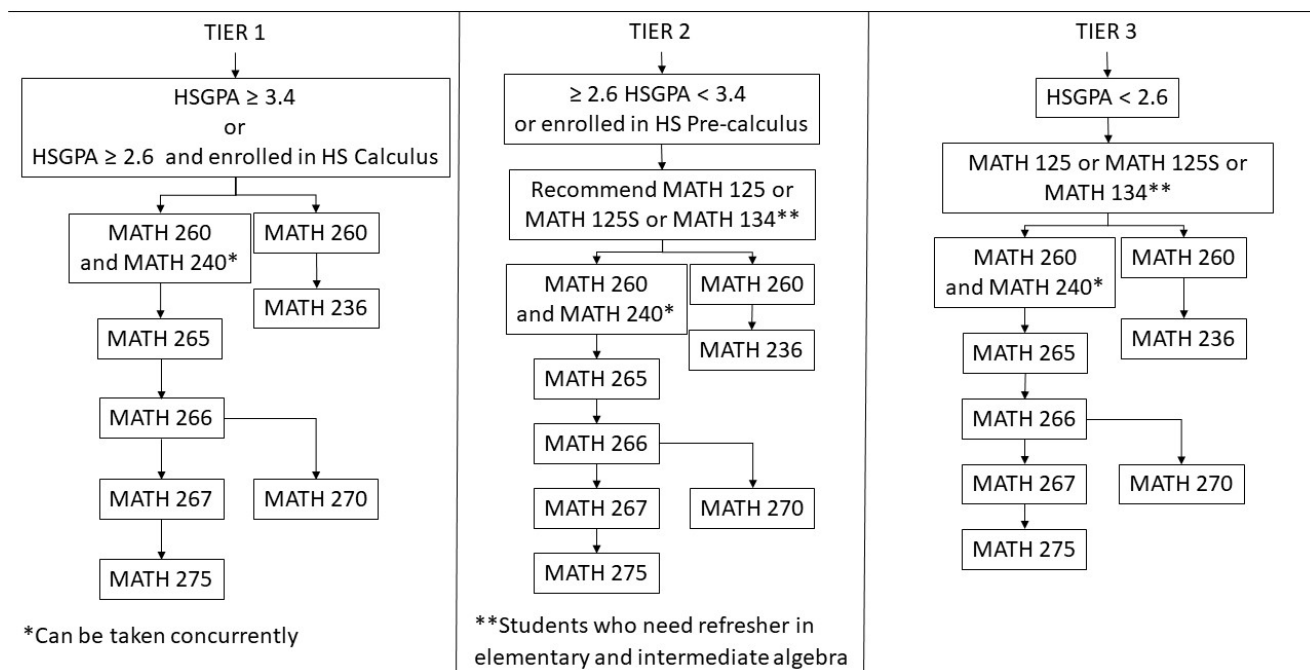 TIER 1
HSGPA ≥ 3.4
or
HSGPA ≥ 2.6 and enrolled in HS Calculus
MATH 260
and MATH 240*
MATH 260
MATH 236
MATH 265
MATH 266
MATH 267
MATH 270
MATH 275
*Can be taken concurrently
TIER 2
≥ 2.6 HSGPA < 3.4
or enrolled in HS Pre-calculus
Recommend MATH 125 or
MATH 125S or MATH 134**
MATH 260
and MATH 240*
MATH 260
MATH 236
MATH 265
MATH 266
MATH 267
MATH 270
MATH 275
**Students who need refresher in
elementary and intermediate algebra
TIER 3
HSGPA < 2.6
MATH 125 or MATH 125S or
MATH 134**
MATH 260
and MATH 240*
MATH 260
MATH 236
MATH 265
MATH 266
MATH 267
MATH 270
MATH 275